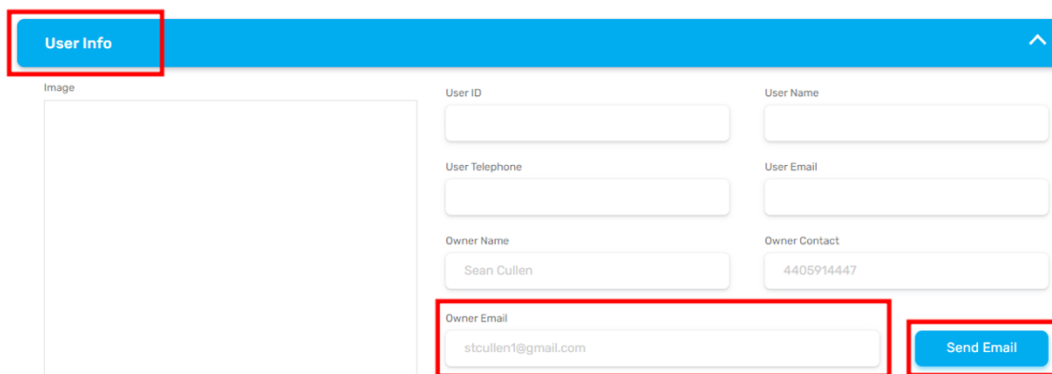 User Info
Image
User ID
User Name
User Telephone
User Email
Owner Name
Owner Contact
Sean Cullen
4405914447
Owner Email
stcullen1@gmail.com
Send Email